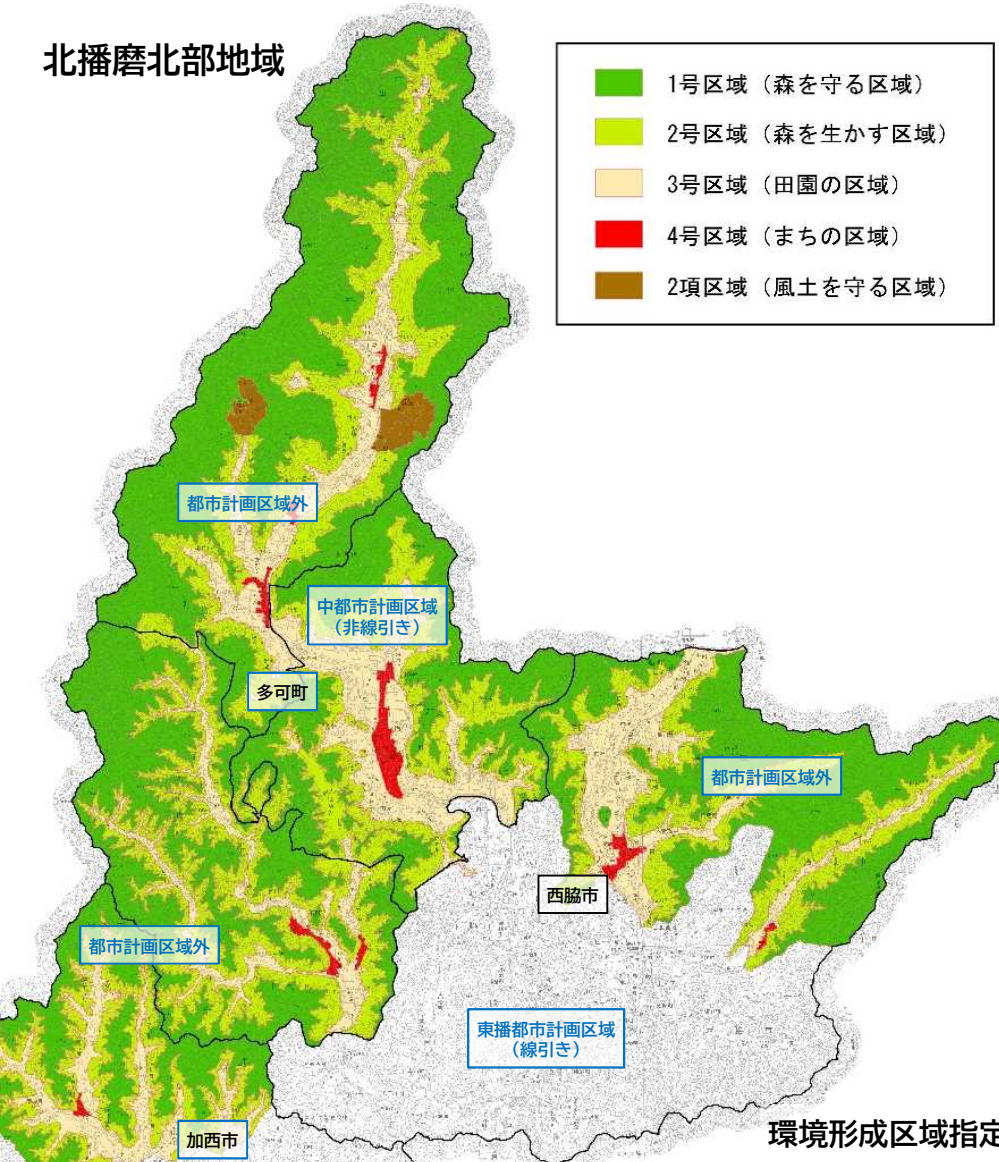 北播磨北部地域
1号区域（森を守る区域）
2号区域（森を生かす区域）
3号区域（田園の区域）
4号区域（まちの区域）
2項区域（風土を守る区域）
都市計画区域外
中都市計画区域
（非線引き）
多可町
都市計画区域外
西脇市
都市計画区域外
東播都市計画区域
（線引き）
加西市
環境形成区域指定